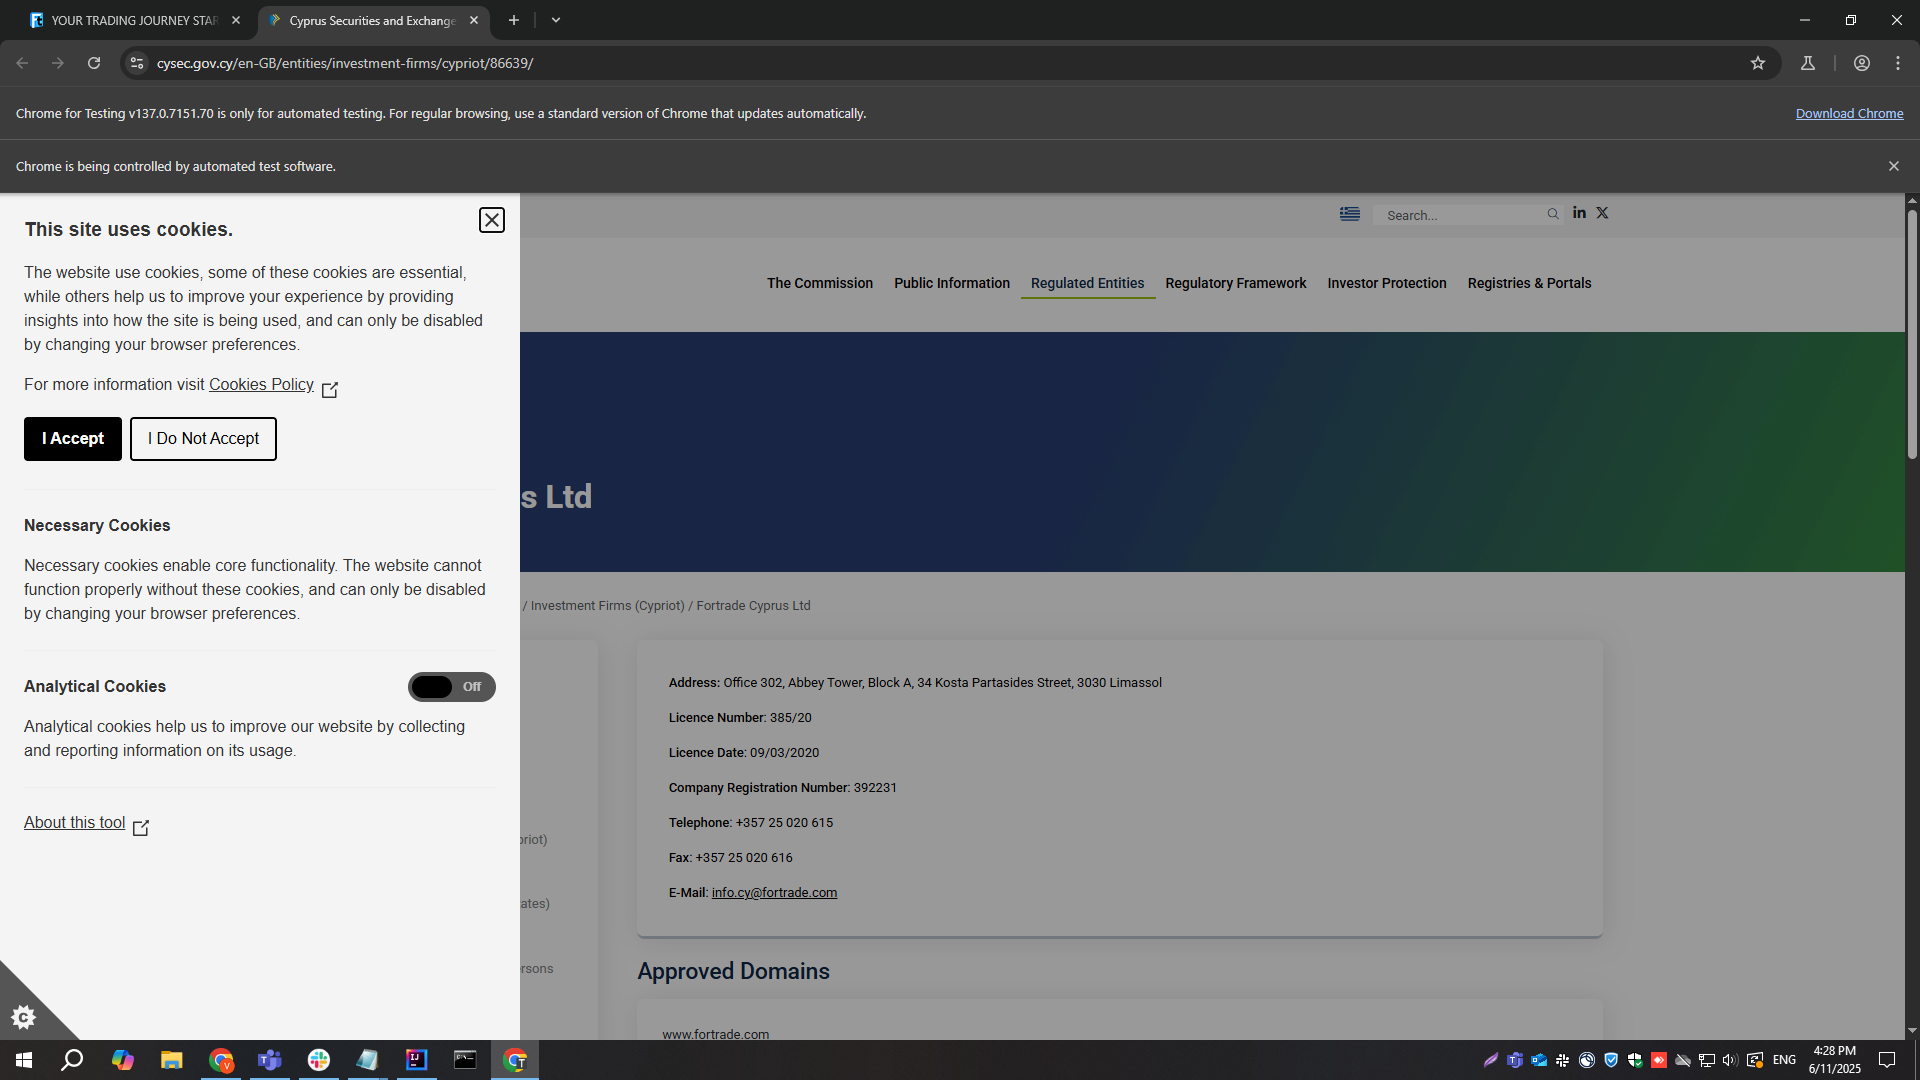 YOUR TRADING JOURNEY STAR
Cyprus Securities and Exchange
cysec.gov.cy/en-GB/entities/investment-firms/cypriot/86639/
Chrome for Testing v137.0.7151.70 is only for automated testing. For regular browsing, use a standard version of Chrome that updates automatically.
Download Chrome
Chrome is being controlled by automated test software.
This site uses cookies.
The website use cookies, some of these cookies are essential,
while others help us to improve your experience by providing
insights into how the site is being used, and can only be disabled
by changing your browser preferences.
For more information visit Cookies Policy
I Accept
I Do Not Accept
Necessary Cookies
Necessary cookies enable core functionality. The website cannot
function properly without these cookies, and can only be disabled
by changing your browser preferences.
Analytical Cookies
Off
Analytical cookies help us to improve our website by collecting
and reporting information on its usage.
About this tool
Search...
The Commission
Public Information
Regulated Entities
Regulatory Framework
Investor Protection
Registries & Portals
s Ltd
/ Investment Firms (Cypriot) / Fortrade Cyprus Ltd
priot)
ates)
ersons
Address: Office 302, Abbey Tower, Block A, 34 Kosta Partasides Street, 3030 Limassol
Licence Number: 385/20
Licence Date: 09/03/2020
Company Registration Number: 392231
Telephone: +357 25 020 615
Fax: +357 25 020 616
E-Mail: info.cy@fortrade.com
Approved Domains
www.fortrade.com
ENG
4:28 PM
6/11/2025